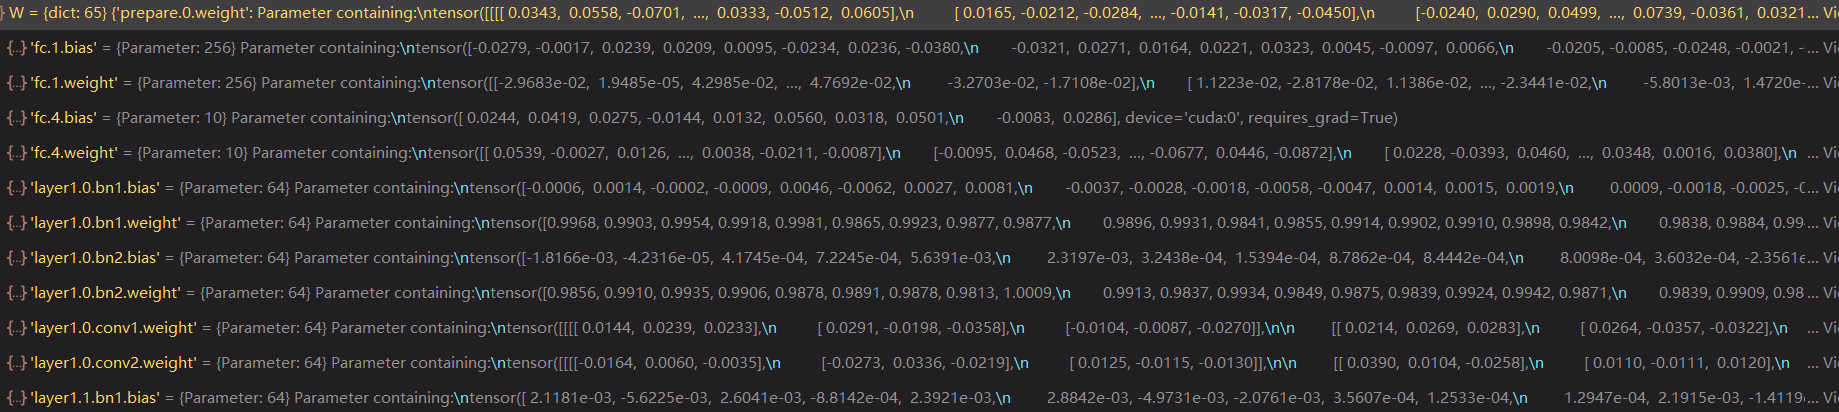 W = {dict: 65} {'prepare.0.weight': Parameter containing:\ntensor([[[[ 0.0343, 0.0558, -0.0701, ..., 0.0333, -0.0512, 0.0605],\n [ 0.0165, -0.0212, -0.0284, ..., -0.0141, -0.0317, -0.0450],\n [-0.0240, 0.0290, 0.0499, ..., 0.0739, -0.0361, 0.0321... Vi
{...} 'fc.1.bias' = {Parameter: 256} Parameter containing:\ntensor([-0.0279, -0.0017, 0.0239, 0.0209, 0.0095, -0.0234, 0.0236, -0.0380,\n -0.0321, 0.0271, 0.0164, 0.0221, 0.0323, 0.0045, -0.0097, 0.0066,\n -0.0205, -0.0085, -0.0248, -0.0021, -... Vi
{...} 'fc.1.weight' = {Parameter: 256} Parameter containing:\ntensor([[-2.9683e-02, 1.9485e-05, 4.2985e-02, ..., 4.7692e-02,\n -3.2703e-02, -1.7108e-02],\n [ 1.1223e-02, -2.8178e-02, 1.1386e-02, ..., -2.3441e-02,\n -5.8013e-03, 1.4720e-... Vi
{...} 'fc.4.bias' = {Parameter: 10} Parameter containing:\ntensor([ 0.0244, 0.0419, 0.0275, -0.0144, 0.0132, 0.0560, 0.0318, 0.0501,\n -0.0083, 0.0286], device='cuda:0', requires_grad=True)
{...} 'fc.4.weight' = {Parameter: 10} Parameter containing:\ntensor([[ 0.0539, -0.0027, 0.0126, ..., 0.0038, -0.0211, -0.0087],\n [-0.0095, 0.0468, -0.0523, ..., -0.0677, 0.0446, -0.0872],\n [ 0.0228, -0.0393, 0.0460, ..., 0.0348, 0.0016, 0.0380],\n ... Vi
{...} 'layer1.0.bn1.bias' = {Parameter: 64} Parameter containing:\ntensor([-0.0006, 0.0014, -0.0002, -0.0009, 0.0046, -0.0062, 0.0027, 0.0081,\n -0.0037, -0.0028, -0.0018, -0.0058, -0.0047, 0.0014, 0.0015, 0.0019,\n 0.0009, -0.0018, -0.0025, -0... Vi
{...} 'layer1.0.bn1.weight' = {Parameter: 64} Parameter containing:\ntensor([0.9968, 0.9903, 0.9954, 0.9918, 0.9981, 0.9865, 0.9923, 0.9877, 0.9877,\n 0.9896, 0.9931, 0.9841, 0.9855, 0.9914, 0.9902, 0.9910, 0.9898, 0.9842,\n 0.9838, 0.9884, 0.99... Vi
{...} 'layer1.0.bn2.bias' = {Parameter: 64} Parameter containing:\ntensor([-1.8166e-03, -4.2316e-05, 4.1745e-04, 7.2245e-04, 5.6391e-03,\n 2.3197e-03, 3.2438e-04, 1.5394e-04, 8.7862e-04, 8.4442e-04,\n 8.0098e-04, 3.6032e-04, -2.3561e... Vi
{...} 'layer1.0.bn2.weight' = {Parameter: 64} Parameter containing:\ntensor([0.9856, 0.9910, 0.9935, 0.9906, 0.9878, 0.9891, 0.9878, 0.9813, 1.0009,\n 0.9913, 0.9837, 0.9934, 0.9849, 0.9875, 0.9839, 0.9924, 0.9942, 0.9871,\n 0.9839, 0.9909, 0.98... Vi
{...} 'layer1.0.conv1.weight' = {Parameter: 64} Parameter containing:\ntensor([[[[ 0.0144, 0.0239, 0.0233],\n [ 0.0291, -0.0198, -0.0358],\n [-0.0104, -0.0087, -0.0270]],\n\n [[ 0.0214, 0.0269, 0.0283],\n [ 0.0264, -0.0357, -0.0322],\n ... Vi
{...} 'layer1.0.conv2.weight' = {Parameter: 64} Parameter containing:\ntensor([[[[-0.0164, 0.0060, -0.0035],\n [-0.0273, 0.0336, -0.0219],\n [ 0.0125, -0.0115, -0.0130]],\n\n [[ 0.0390, 0.0104, -0.0258],\n [ 0.0110, -0.0111, 0.0120],\n ... Vi
{...} 'layer1.1.bn1.bias' = {Parameter: 64} Parameter containing:\ntensor([ 2.1181e-03, -5.6225e-03, 2.6041e-03, -8.8142e-04, 2.3921e-03,\n 2.8842e-03, -4.9731e-03, -2.0761e-03, 3.5607e-04, 1.2533e-04,\n 1.2947e-04, 2.1915e-03, -1.4119e... Vi